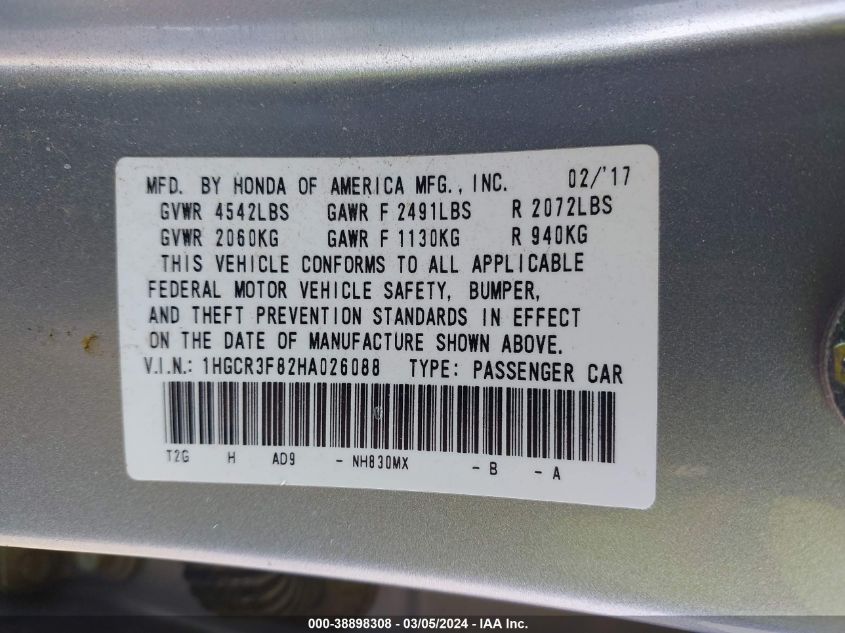 MFD. BY HONDA OF AMERICA MFG., INC. 02/'17
GVWR 4542LBS GAWR F 2491LBS R 2072LBS
GVWR 2060KG GAWR F 1130KG R 940KG
THIS VEHICLE CONFORMS TO ALL APPLICABLE
FEDERAL MOTOR VEHICLE SAFETY, BUMPER,
AND THEFT PREVENTION STANDARDS IN EFFECT
ON THE DATE OF MANUFACTURE SHOWN ABOVE.
V.I.N.: 1HGCR3F82HA026088 TYPE: PASSENGER CAR
T2G H AD9 - NH830MX - B - A
000-38898308 - 03/05/2024 - IAA Inc.